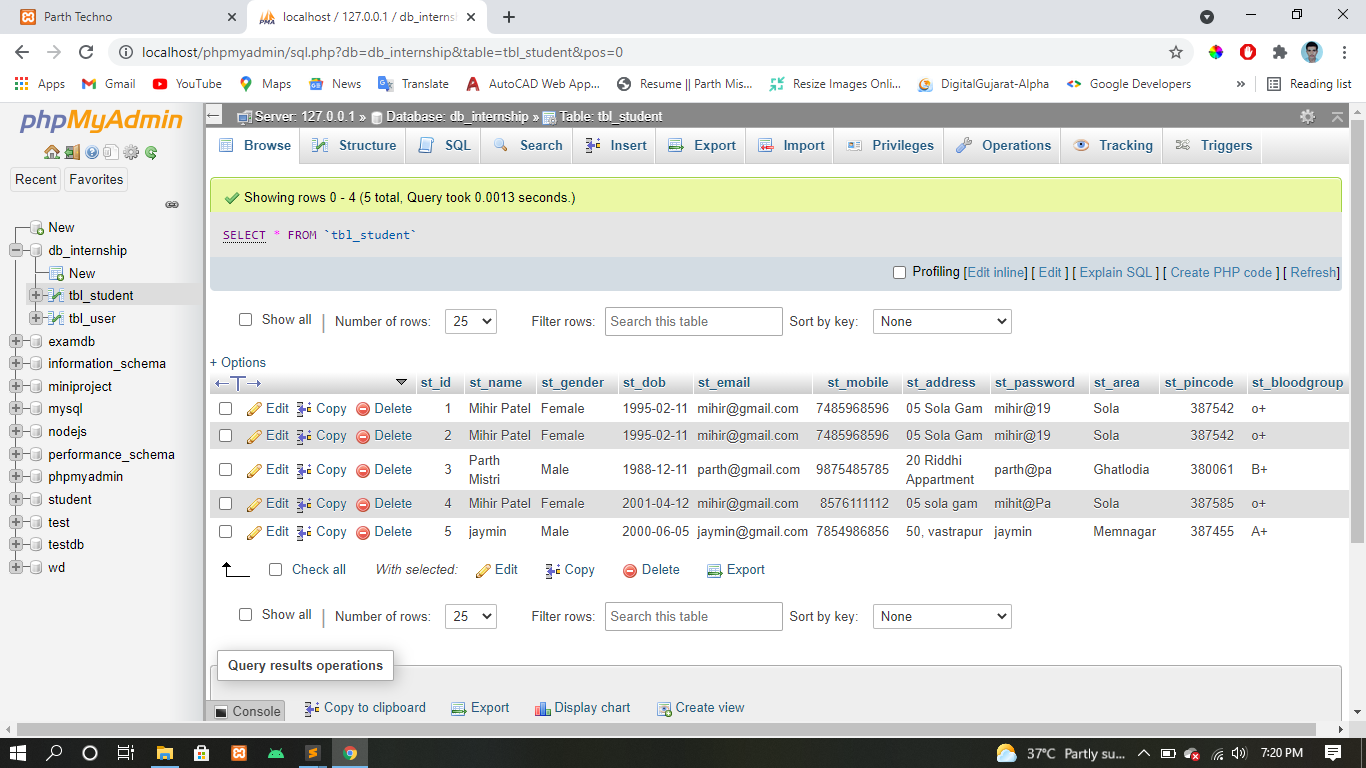 Parth Techno
localhost / 127.0.0.1 / db_interns
localhost/phpmyadmin/sql.php?db=db_internship&table=tbl_student&pos=0
Apps Gmail YouTube Maps News Translate AutoCAD Web App... Resume || Parth Mis... Resize Images Onli... DigitalGujarat-Alpha Google Developers » Reading list
phpMyAdmin
Recent Favorites
New
db_internship
New
tbl_student
tbl_user
examdb
information_schema
miniproject
mysql
nodejs
performance_schema
phpmyadmin
student
test
testdb
wd
Server: 127.0.0.1 » Database: db_internship » Table: tbl_student
Browse Structure SQL Search Insert Export Import Privileges Operations Tracking Triggers
Showing rows 0 - 4 (5 total, Query took 0.0013 seconds.)
SELECT * FROM `tbl_student`
Profiling [Edit inline] [ Edit ] [ Explain SQL ] [ Create PHP code ] [ Refresh]
Show all | Number of rows: 25 Filter rows: Search this table Sort by key: None
+ Options
st_id st_name st_gender st_dob st_email st_mobile st_address st_password st_area st_pincode st_bloodgroup
Edit Copy Delete 1 Mihir Patel Female 1995-02-11 mihir@gmail.com 7485968596 05 Sola Gam mihir@19 Sola 387542 o+
Edit Copy Delete 2 Mihir Patel Female 1995-02-11 mihir@gmail.com 7485968596 05 Sola Gam mihir@19 Sola 387542 o+
Edit Copy Delete 3 Parth Mistri Male 1988-12-11 parth@gmail.com 9875485785 20 Riddhi Appartment parth@pa Ghatlodia 380061 B+
Edit Copy Delete 4 Mihir Patel Female 2001-04-12 mihir@gmail.com 8576111112 05 sola gam mihit@Pa Sola 387585 o+
Edit Copy Delete 5 jaymin Male 2000-06-05 jaymin@gmail.com 7854986856 50, vastrapur jaymin Memnagar 387455 A+
Check all With selected: Edit Copy Delete Export
Show all | Number of rows: 25 Filter rows: Search this table Sort by key: None
Query results operations
Console Copy to clipboard Export Display chart Create view
37°C Partly su... 7:20 PM